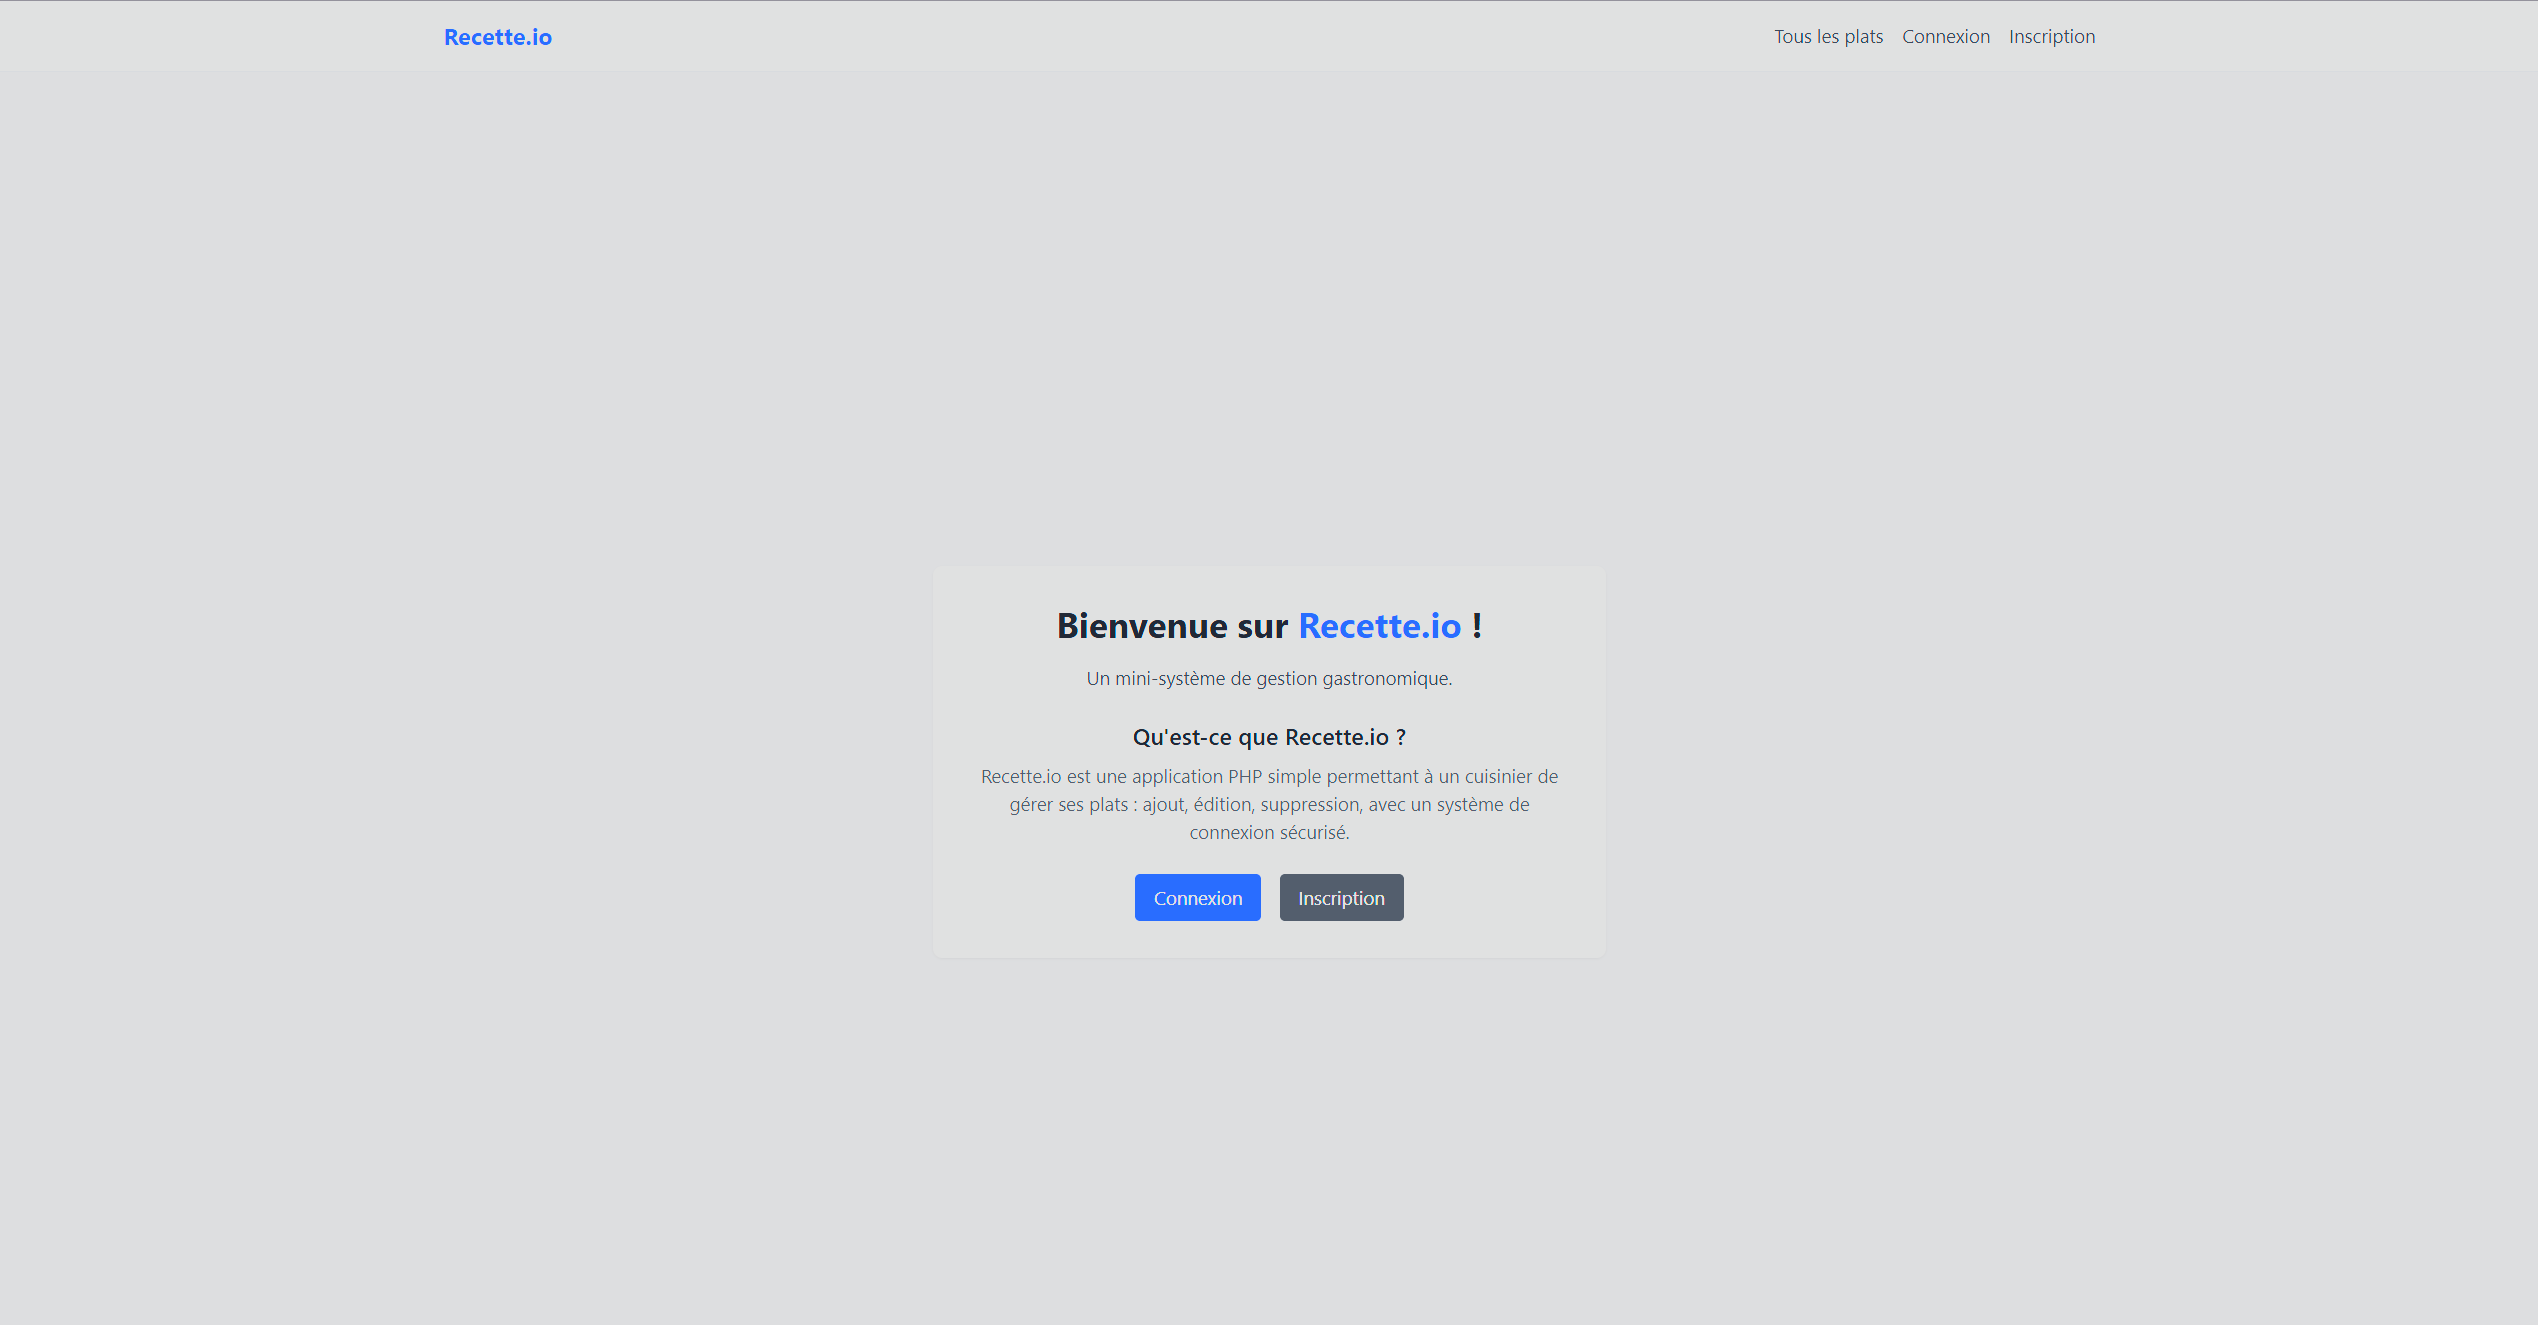 Recette.io
Tous les plats Connexion Inscription
Bienvenue sur Recette.io !
Un mini-système de gestion gastronomique.
Qu'est-ce que Recette.io ?
Recette.io est une application PHP simple permettant à un cuisinier de
gérer ses plats : ajout, édition, suppression, avec un système de
connexion sécurisé.
Connexion Inscription